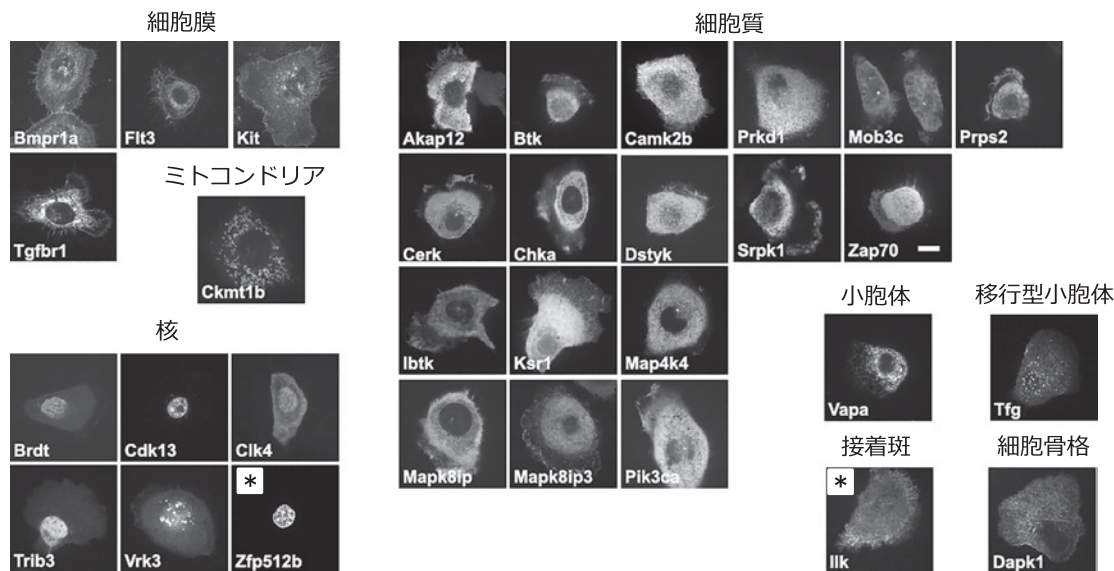 細胞膜
Bmpr1a
Flt3
Kit
Tgfbr1
ミトコンドリア
Ckmt1b
核
Brdt
Cdk13
Clk4
Trib3
Vrk3
*
Zfp512b
細胞質
Akap12
Btk
Camk2b
Prkd1
Mob3c
Prps2
Cerk
Chka
Dstyk
Srpk1
Zap70
Ibtk
Ksr1
Map4k4
Mapk8ip
Mapk8ip3
Pik3ca
小胞体
Vapa
移行型小胞体
Tfg
接着斑
*
Ilk
細胞骨格
Dapk1